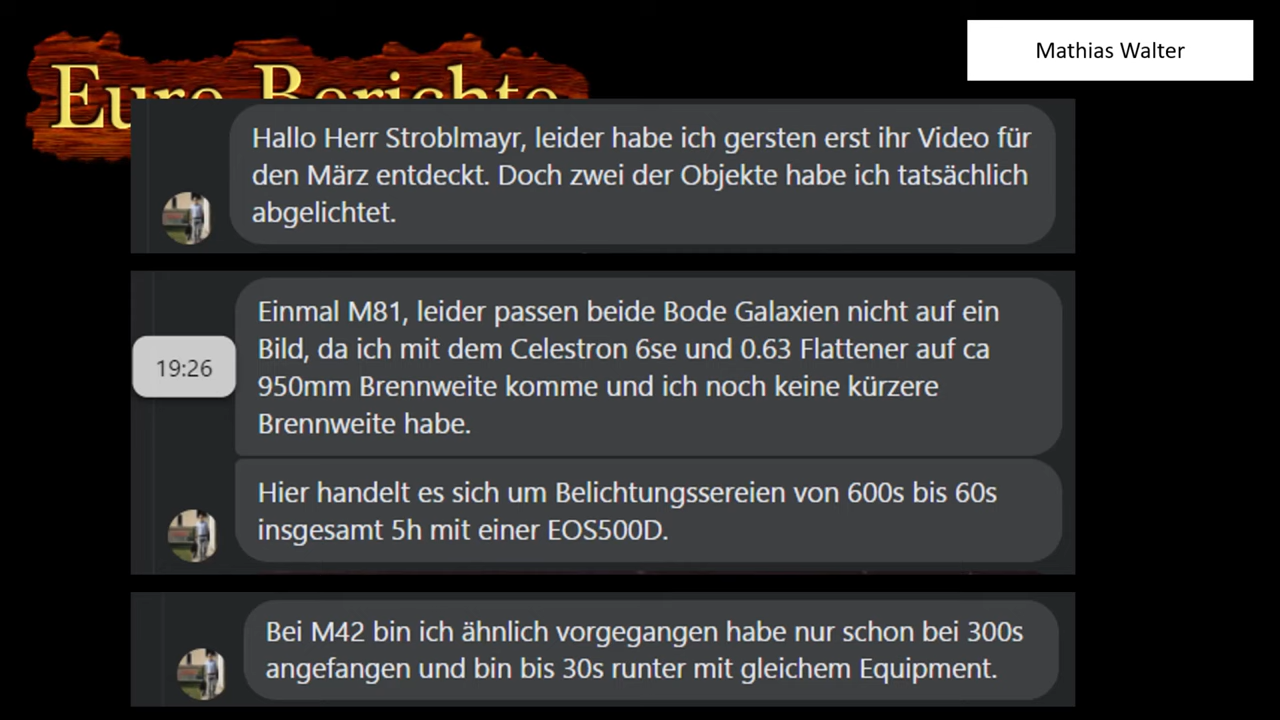 Mathias Walter
Eure Berichte
Hallo Herr Stroblmayr, leider habe ich gersten erst ihr Video für
den März entdeckt. Doch zwei der Objekte habe ich tatsächlich
abgelichtet.
Einmal M81, leider passen beide Bode Galaxien nicht auf ein
Bild, da ich mit dem Celestron 6se und 0.63 Flattener auf ca
19:26
950mm Brennweite komme und ich noch keine kürzere
Brennweite habe.
Hier handelt es sich um Belichtungssereien von 600s bis 60s
insgesamt 5h mit einer EOS500D.
Bei M42 bin ich ähnlich vorgegangen habe nur schon bei 300s
angefangen und bin bis 30s runter mit gleichem Equipment.